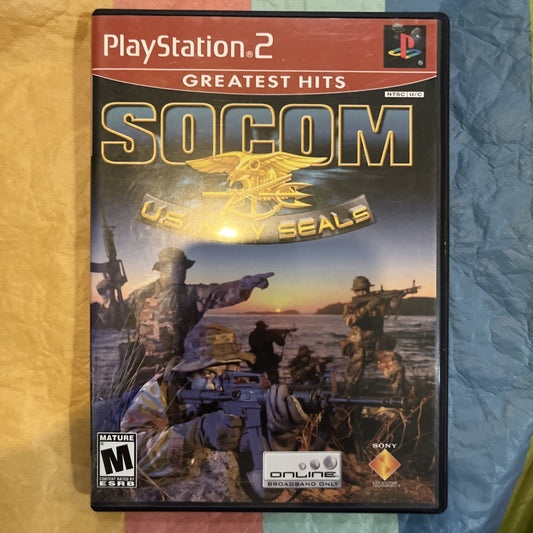 PlayStation®2
GREATEST HITS
NTSC U/C
SOCOM
U.S. NAVY SEALS
MATURE
M
CONTENT RATED BY
ESRB
ONLINE
BROADBAND ONLY
SONY